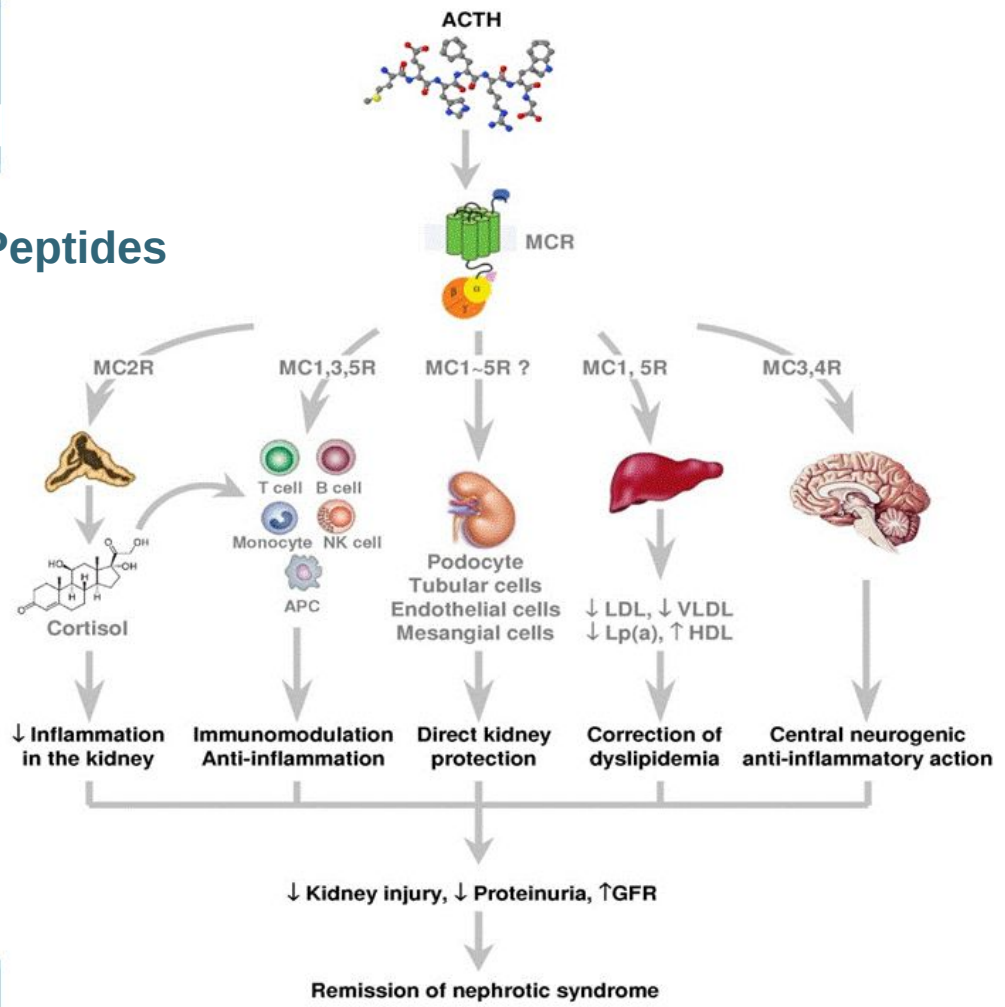 ACTH
Peptides
MCR
β α
γ
MC2R
MC1,3,5R
MC1~5R ?
MC1, 5R
MC3,4R
T cell B cell
Monocyte NK cell
APC
O
OH
HO
OH
H
H
H
O
Cortisol
Podocyte
Tubular cells
Endothelial cells
Mesangial cells
↓ LDL, ↓ VLDL
↓ Lp(a), ↑ HDL
↓ Inflammation
in the kidney
Immunomodulation
Anti-inflammation
Direct kidney
protection
Correction of
dyslipidemia
Central neurogenic
anti-inflammatory action
↓ Kidney injury, ↓ Proteinuria, ↑GFR
Remission of nephrotic syndrome